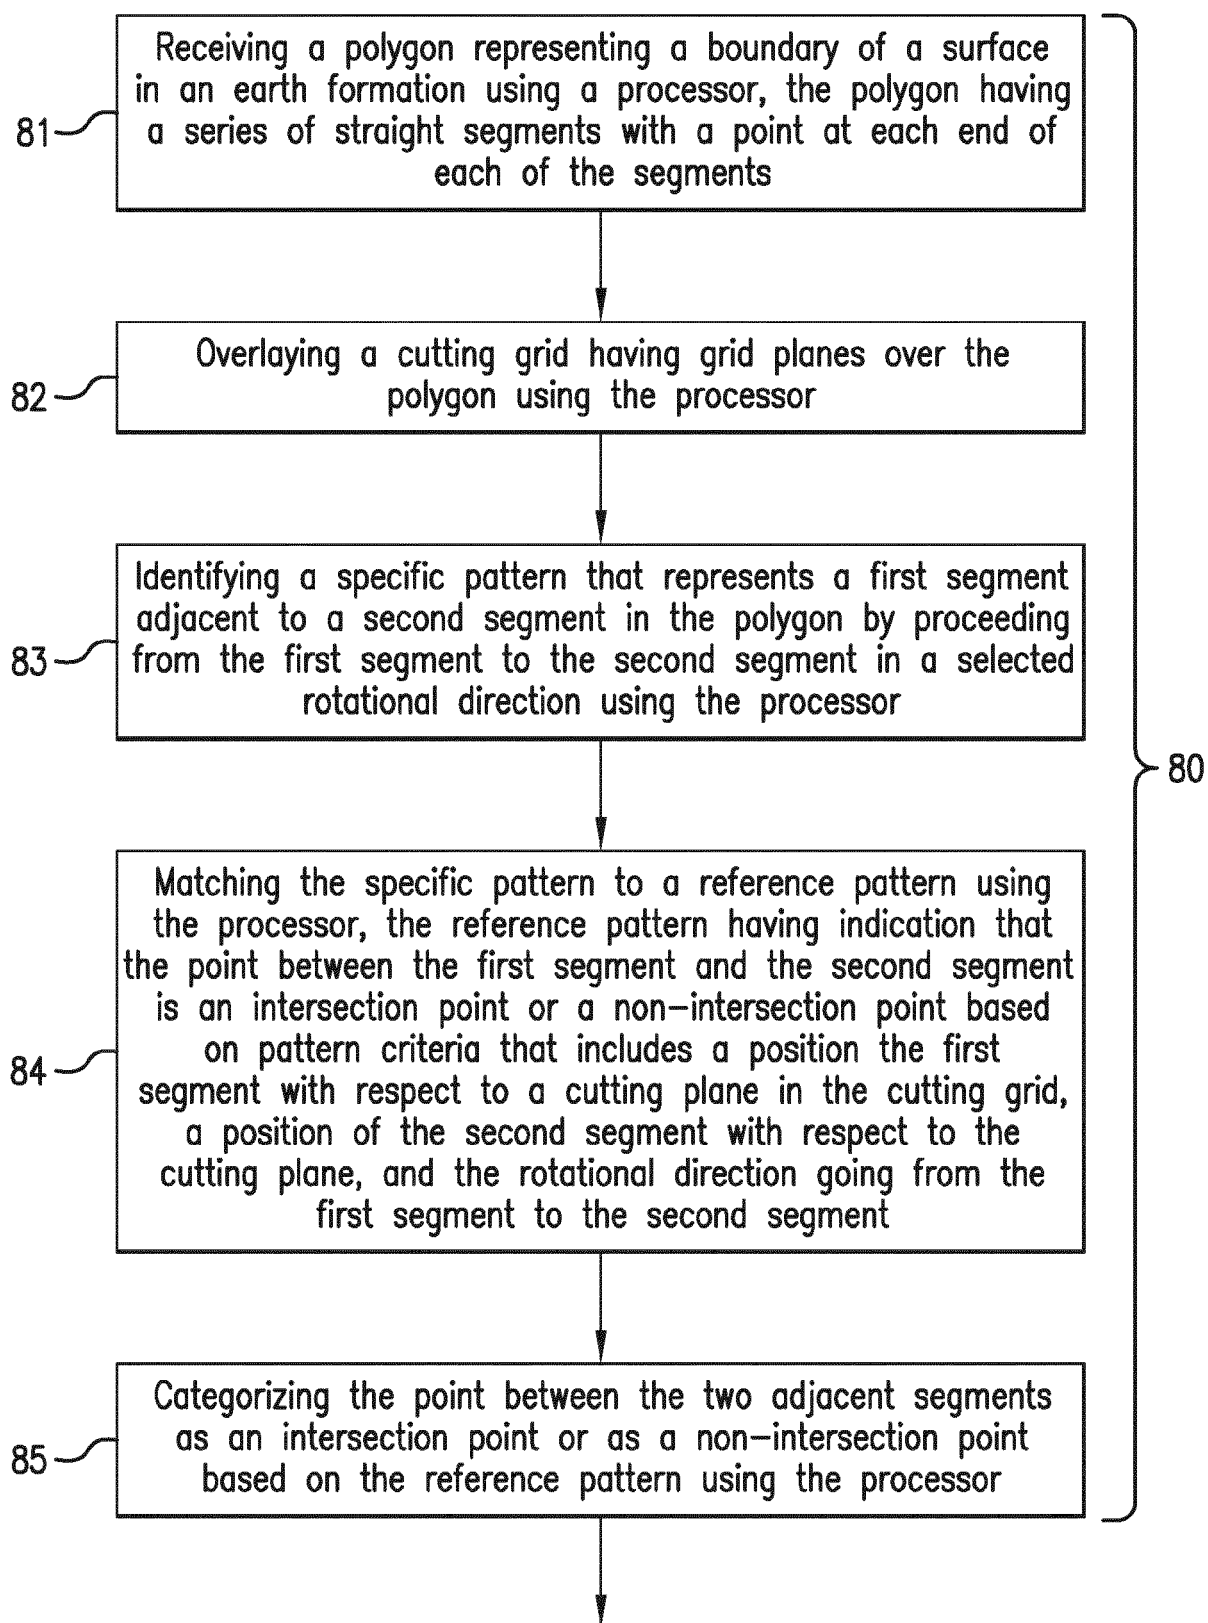 Receiving a polygon representing a boundary of a surface
in an earth formation using a processor, the polygon having
a series of straight segments with a point at each end of
each of the segments
81
Overlaying a cutting grid having grid planes over the
polygon using the processor
82
Identifying a specific pattern that represents a first segment
adjacent to a second segment in the polygon by proceeding
from the first segment to the second segment in a selected
rotational direction using the processor
83
80
Matching the specific pattern to a reference pattern using
the processor, the reference pattern having indication that
the point between the first segment and the second segment
is an intersection point or a non-intersection point based
on pattern criteria that includes a position the first
segment with respect to a cutting plane in the cutting grid,
a position of the second segment with respect to the
cutting plane, and the rotational direction going from the
first segment to the second segment
84
Categorizing the point between the two adjacent segments
as an intersection point or as a non-intersection point
based on the reference pattern using the processor
85